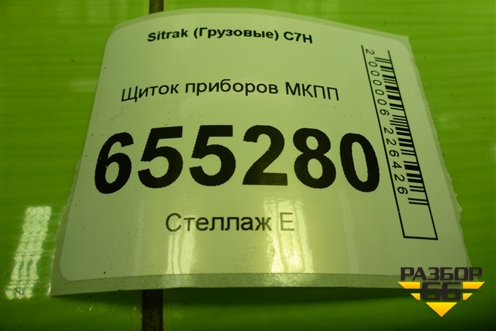 Sitrak (Грузовые) C7H
Щиток приборов МКПП
655280
Стеллаж Е
2000006226426
РАЗБОР
66